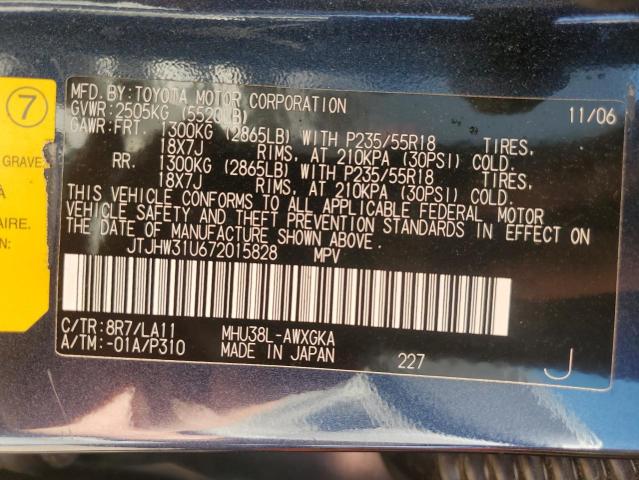 7
GRAVE
À
AIRE.
N:
MFD.BY:TOYOTA MOTOR CORPORATION 11/06
GVWR:2505KG (5520LB)
GAWR:FRT. 1300KG (2865LB) WITH P235/55R18 TIRES,
18X7J RIMS, AT 210KPA (30PSI) COLD.
RR. 1300KG (2865LB) WITH P235/55R18 TIRES,
18X7J RIMS, AT 210KPA (30PSI) COLD.
THIS VEHICLE CONFORMS TO ALL APPLICABLE FEDERAL MOTOR
VEHICLE SAFETY AND THEFT PREVENTION STANDARDS IN EFFECT ON
THE DATE OF MANUFACTURE SHOWN ABOVE.
JTJHW31U672015828 MPV
C/TR:8R7/LA11 MHU38L-AWXGKA
A/TM:-01A/P310 MADE IN JAPAN 227 J